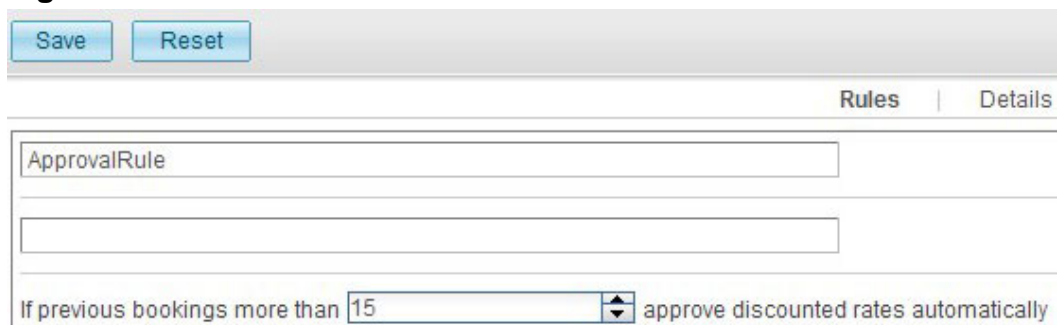 Save Reset
Rules | Details
ApprovalRule
If previous bookings more than 15 approve discounted rates automatically